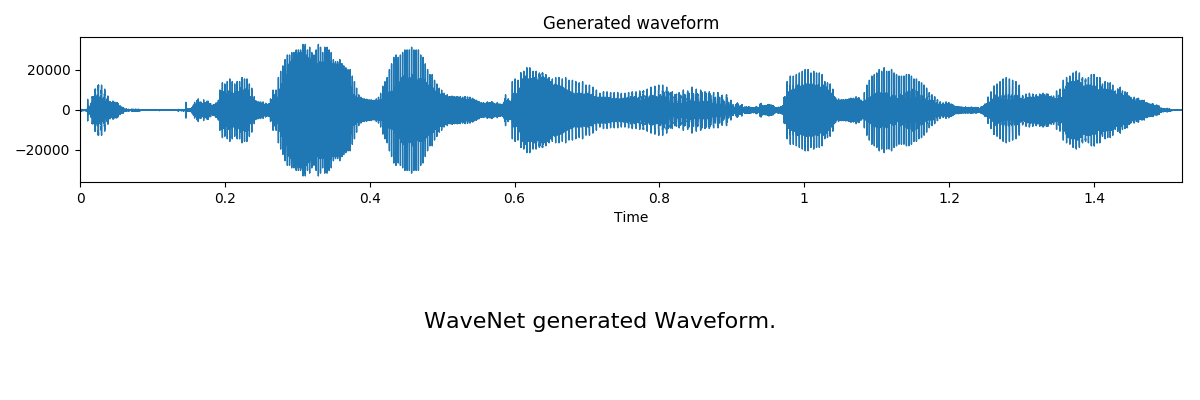 Generated waveform
20000
0
−20000
0 0.2 0.4 0.6 0.8 1 1.2 1.4
Time
WaveNet generated Waveform.